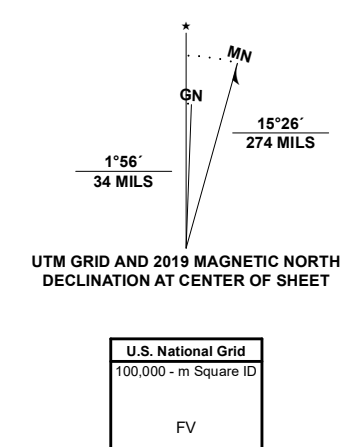 MN
GN
15°26´
274 MILS
1°56´
34 MILS
UTM GRID AND 2019 MAGNETIC NORTH
DECLINATION AT CENTER OF SHEET
U.S. National Grid
100,000 - m Square ID
FV